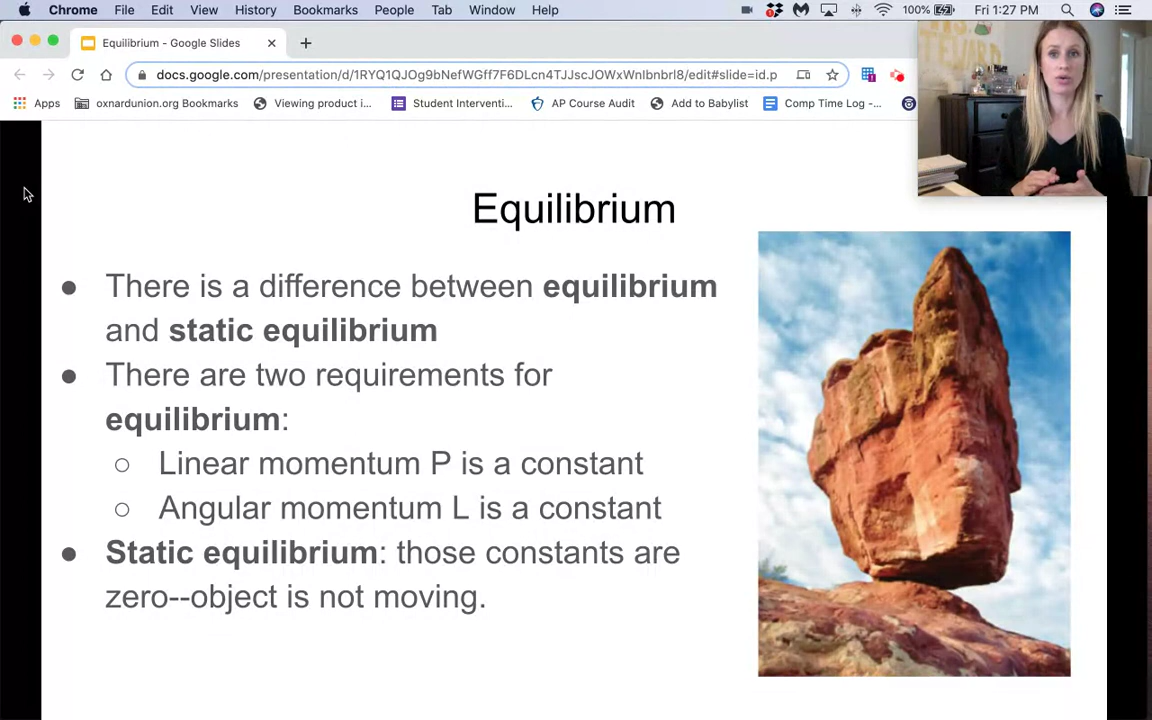 Chrome File Edit View History Bookmarks People Tab Window Help 100% Fri 1:27 PM
Equilibrium - Google Slides
docs.google.com/presentation/d/1RYQ1QJOg9bNefWGff7F6DLcn4TJJscJOWxWnlbnbrl8/edit#slide=id.p
Apps oxnardunion.org Bookmarks Viewing product i... Student Interventi... AP Course Audit Add to Babylist Comp Time Log -...
Equilibrium
● There is a difference between equilibrium
and static equilibrium
● There are two requirements for
equilibrium:
○ Linear momentum P is a constant
○ Angular momentum L is a constant
● Static equilibrium: those constants are
zero--object is not moving.